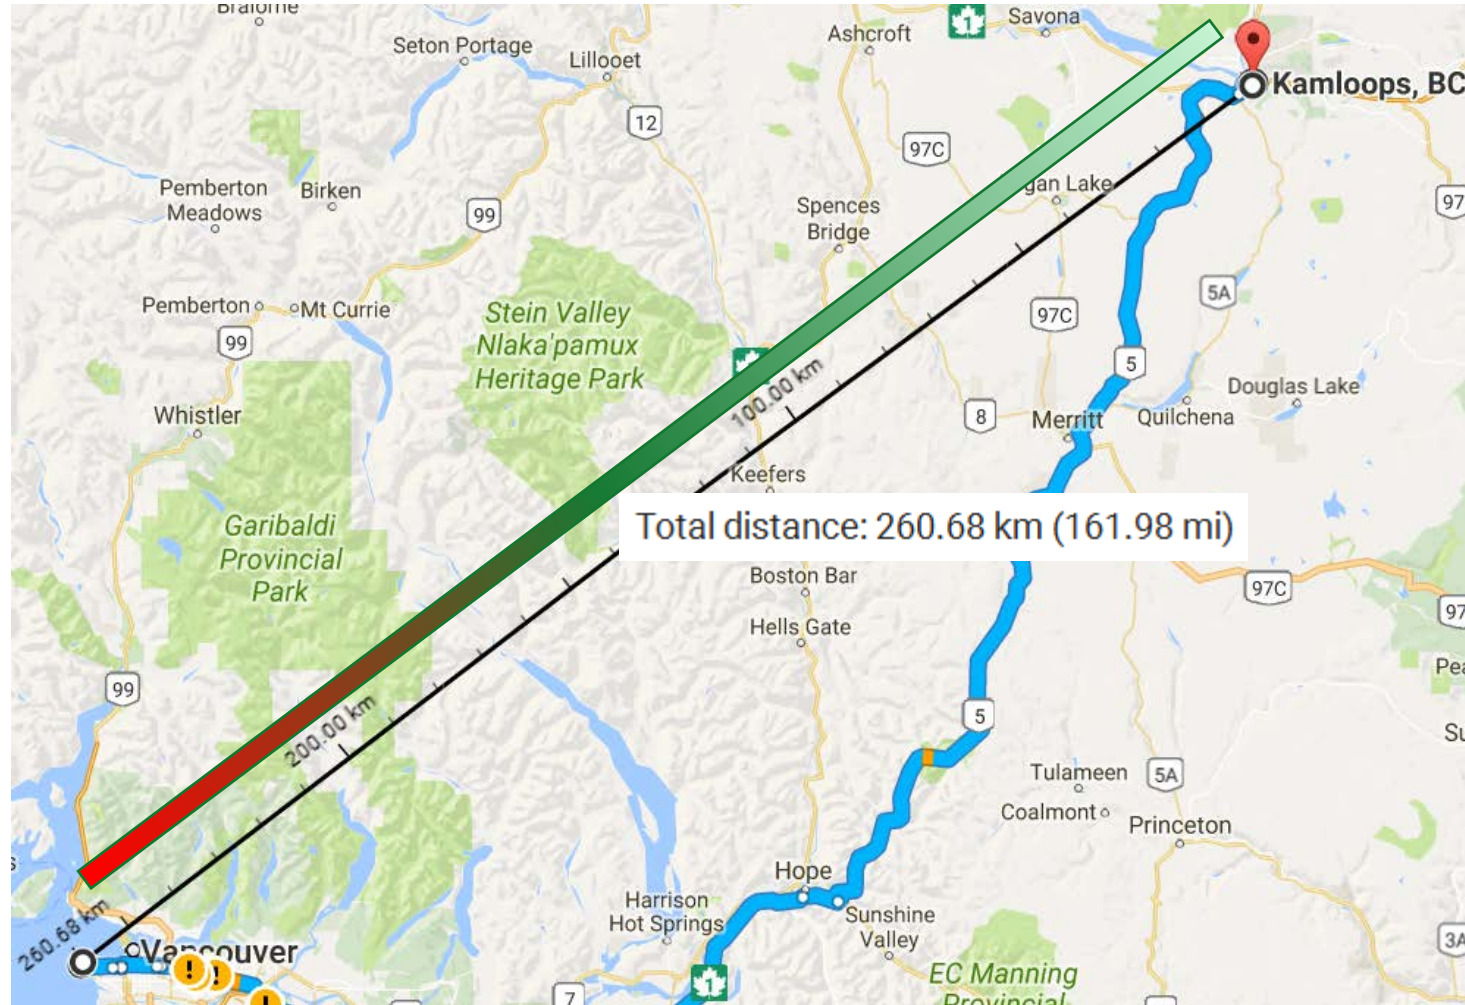 Bralorne
Seton Portage
Lillooet
Ashcroft
1
Savona
Kamloops, BC
12
97C
Pemberton
Meadows
Birken
99
Spences
Bridge
gan Lake
97
Pemberton
Mt Currie
99
Stein Valley
Nlaka'pamux
Heritage Park
5A
97C
5
100.00 km
Douglas Lake
Whistler
8
Merritt
Quilchena
Keefers
Garibaldi
Provincial
Park
Total distance: 260.68 km (161.98 mi)
Boston Bar
97C
97
Hells Gate
99
200.00 km
5
Tulameen
5A
Coalmont
Princeton
Hope
Harrison
Hot Springs
Sunshine
Valley
260.68 km
Vancouver
3A
EC Manning
Provincial
1
7